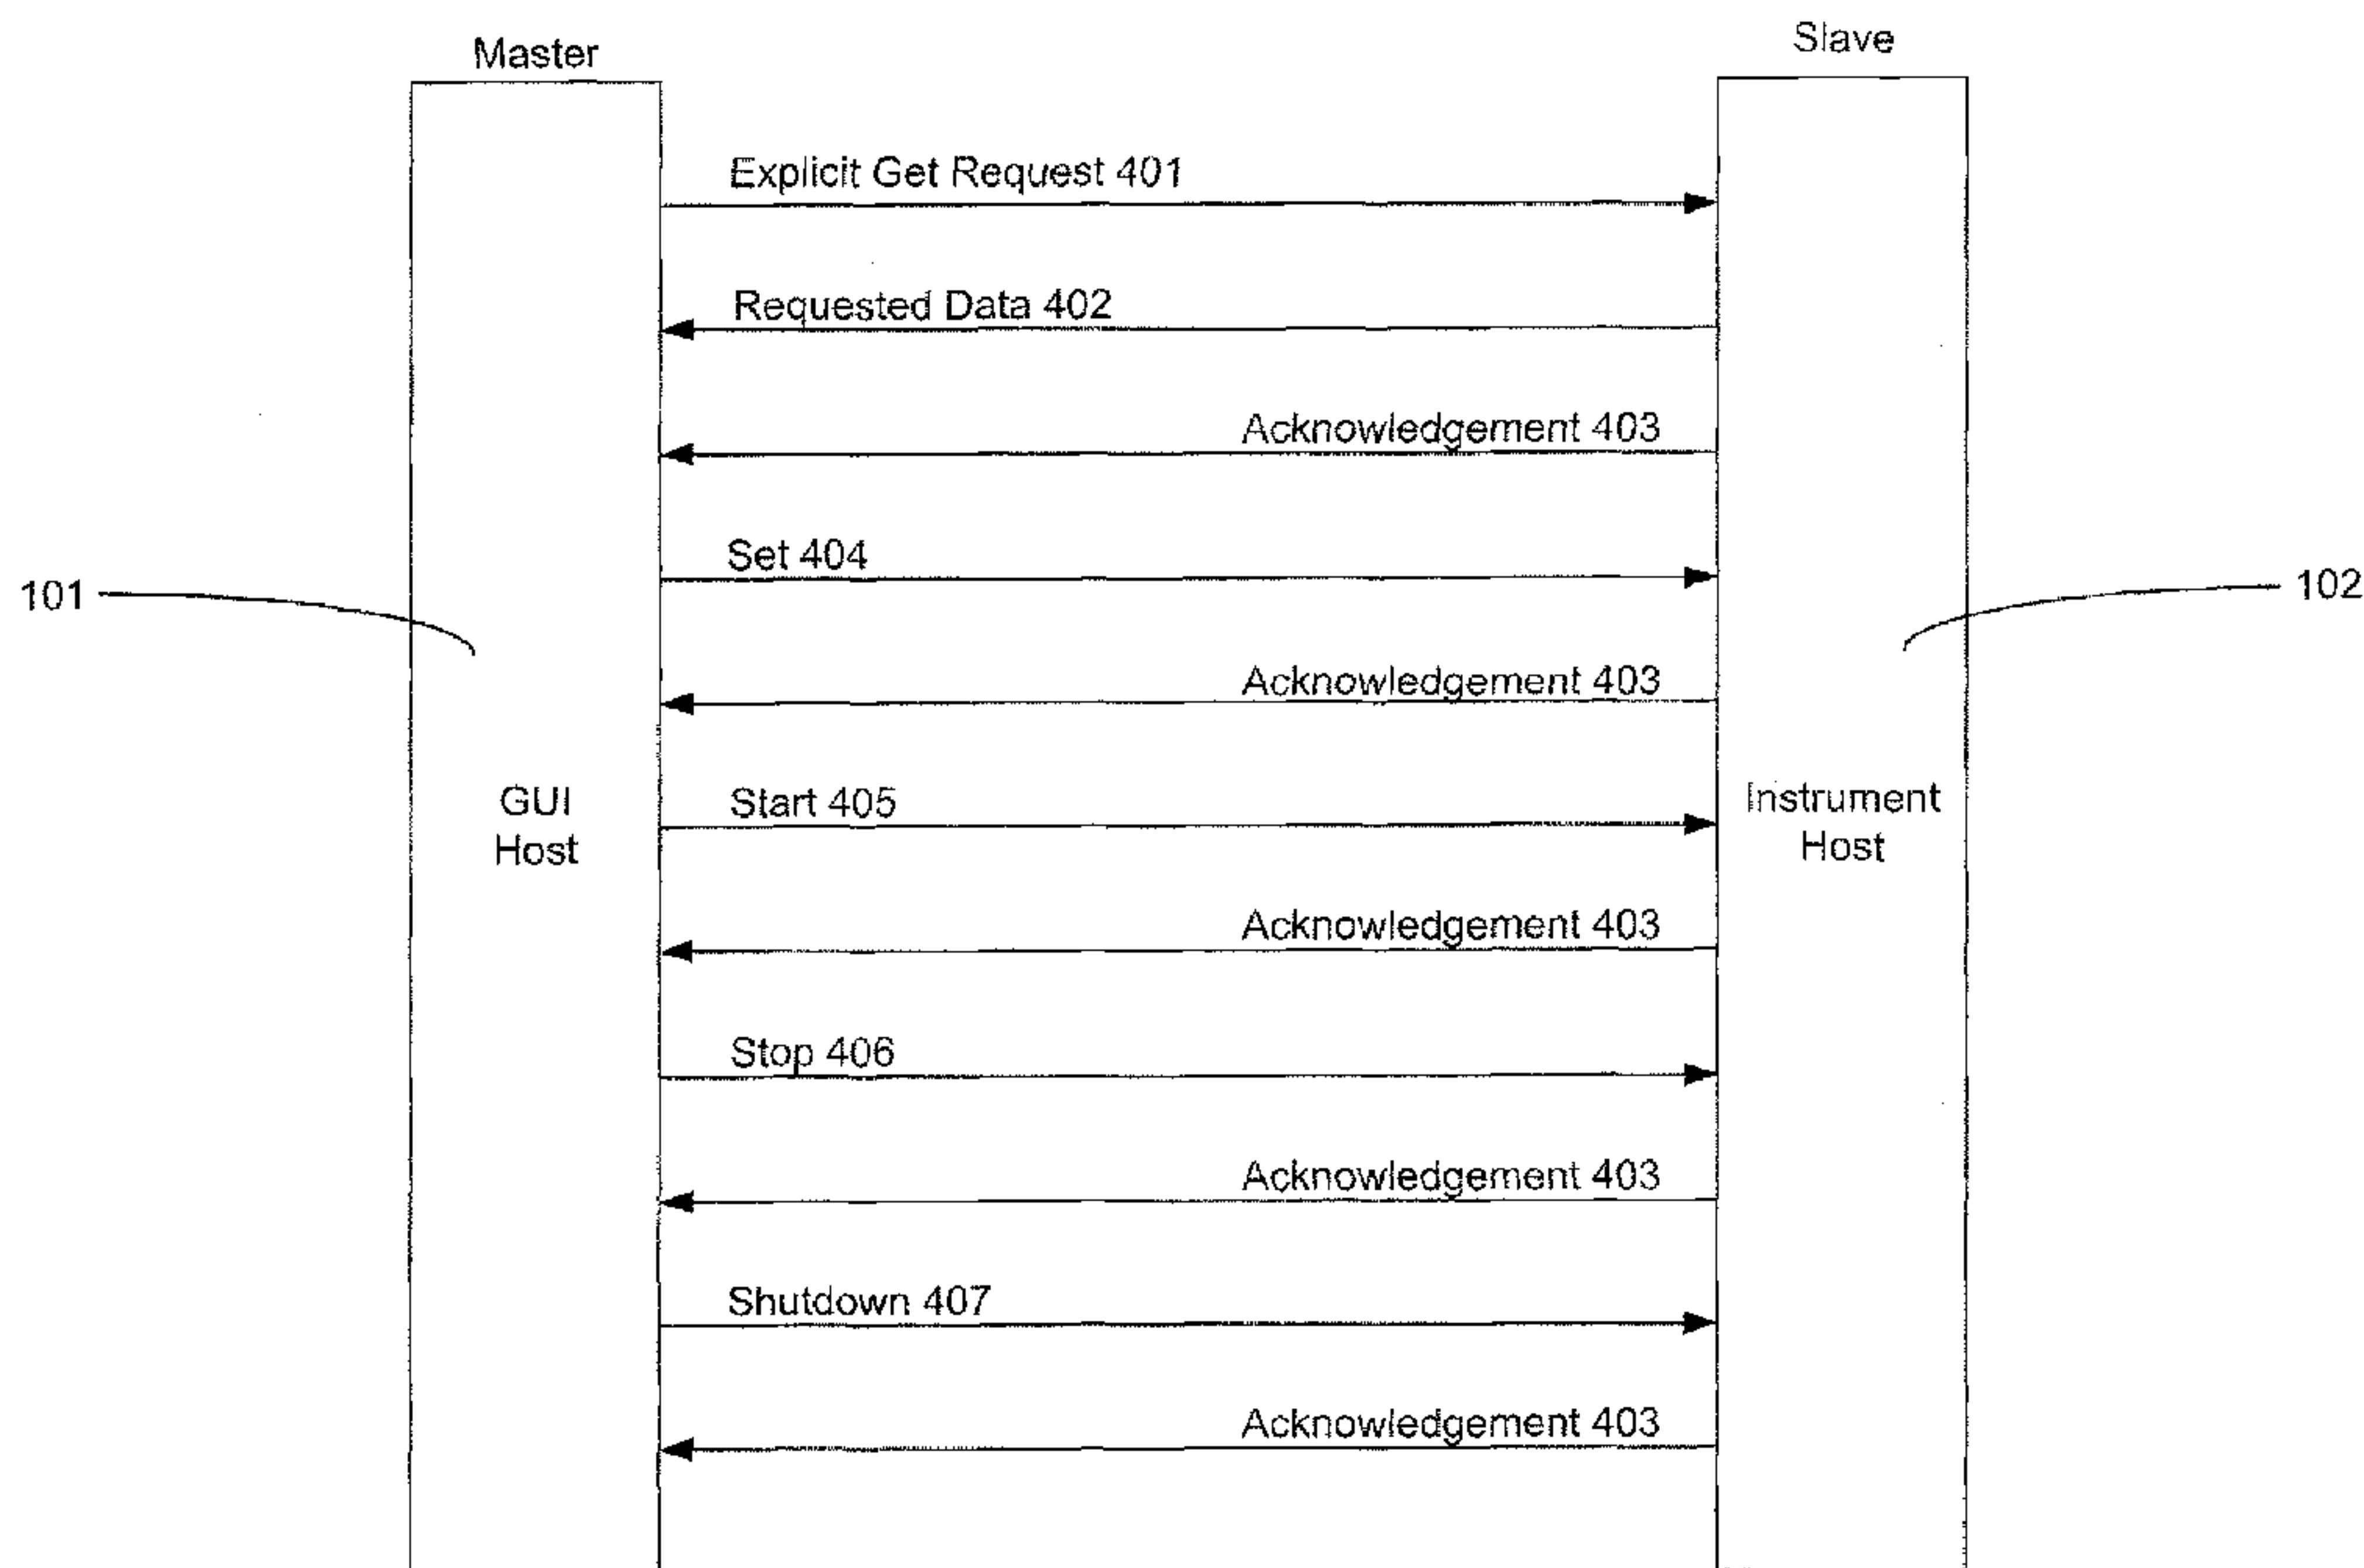 Master
Slave
Explicit Get Request 401
Requested Data 402
Acknowledgement 403
Set 404
101
102
Acknowledgement 403
Start 405
GUI
Host
Instrument
Host
Acknowledgement 403
Stop 406
Acknowledgement 403
Shutdown 407
Acknowledgement 403